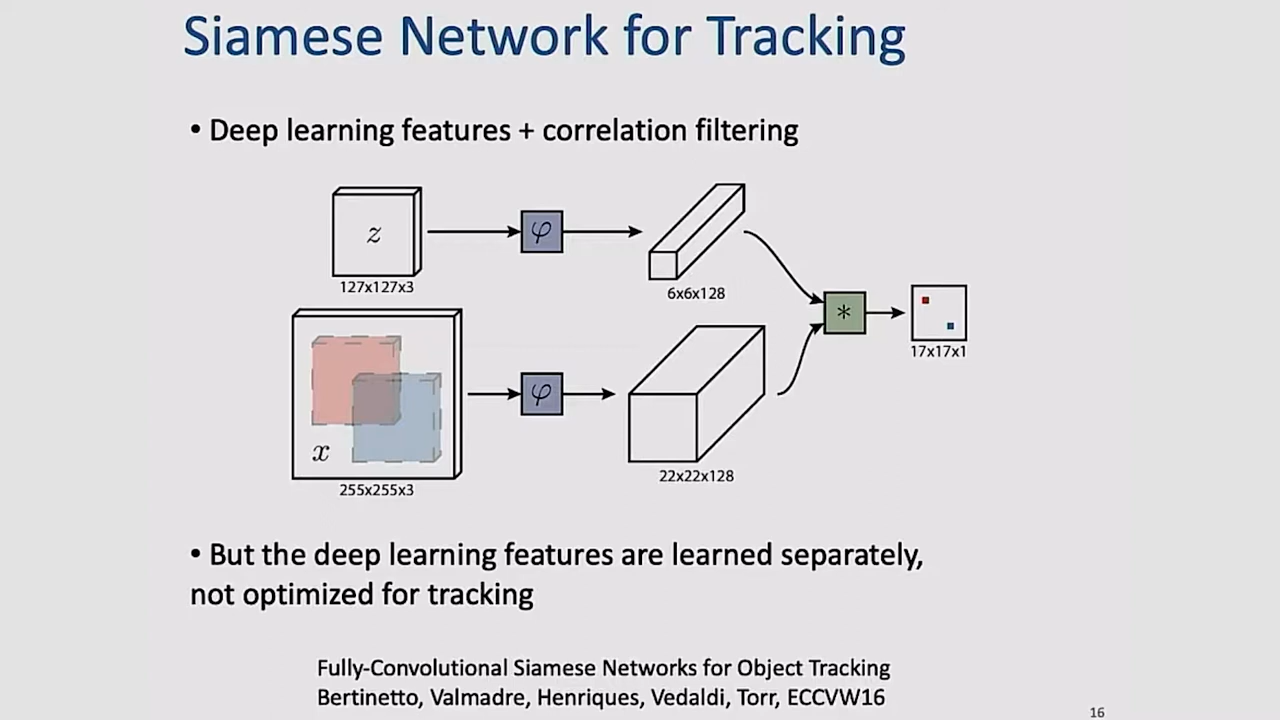 Siamese Network for Tracking
• Deep learning features + correlation filtering
z
φ
127x127x3
6x6x128
*
17x17x1
φ
x
255x255x3
22x22x128
• But the deep learning features are learned separately,
not optimized for tracking
Fully-Convolutional Siamese Networks for Object Tracking
Bertinetto, Valmadre, Henriques, Vedaldi, Torr, ECCVW16
16